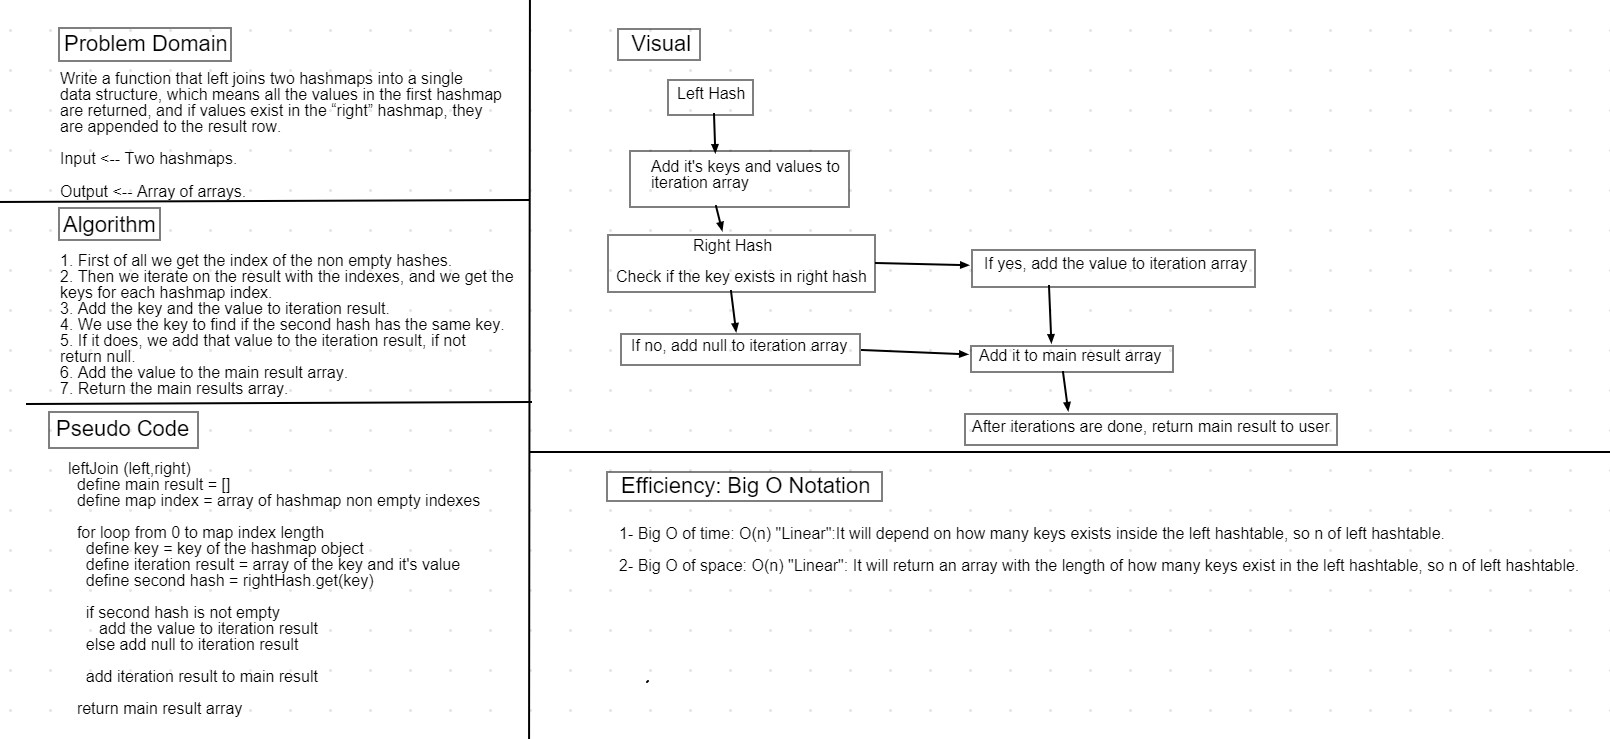 Problem Domain
Write a function that left joins two hashmaps into a single
data structure, which means all the values in the first hashmap
are returned, and if values exist in the “right” hashmap, they
are appended to the result row.
Input <-- Two hashmaps.
Output <-- Array of arrays.
Algorithm
1. First of all we get the index of the non empty hashes.
2. Then we iterate on the result with the indexes, and we get the
keys for each hashmap index.
3. Add the key and the value to iteration result.
4. We use the key to find if the second hash has the same key.
5. If it does, we add that value to the iteration result, if not
return null.
6. Add the value to the main result array.
7. Return the main results array.
Pseudo Code
leftJoin (left,right)
define main result = []
define map index = array of hashmap non empty indexes
for loop from 0 to map index length
define key = key of the hashmap object
define iteration result = array of the key and it's value
define second hash = rightHash.get(key)
if second hash is not empty
add the value to iteration result
else add null to iteration result
add iteration result to main result
return main result array
Visual
Left Hash
Add it's keys and values to
iteration array
Right Hash
Check if the key exists in right hash
If yes, add the value to iteration array
If no, add null to iteration array
Add it to main result array
After iterations are done, return main result to user
Efficiency: Big O Notation
1- Big O of time: O(n) "Linear":It will depend on how many keys exists inside the left hashtable, so n of left hashtable.
2- Big O of space: O(n) "Linear": It will return an array with the length of how many keys exist in the left hashtable, so n of left hashtable.